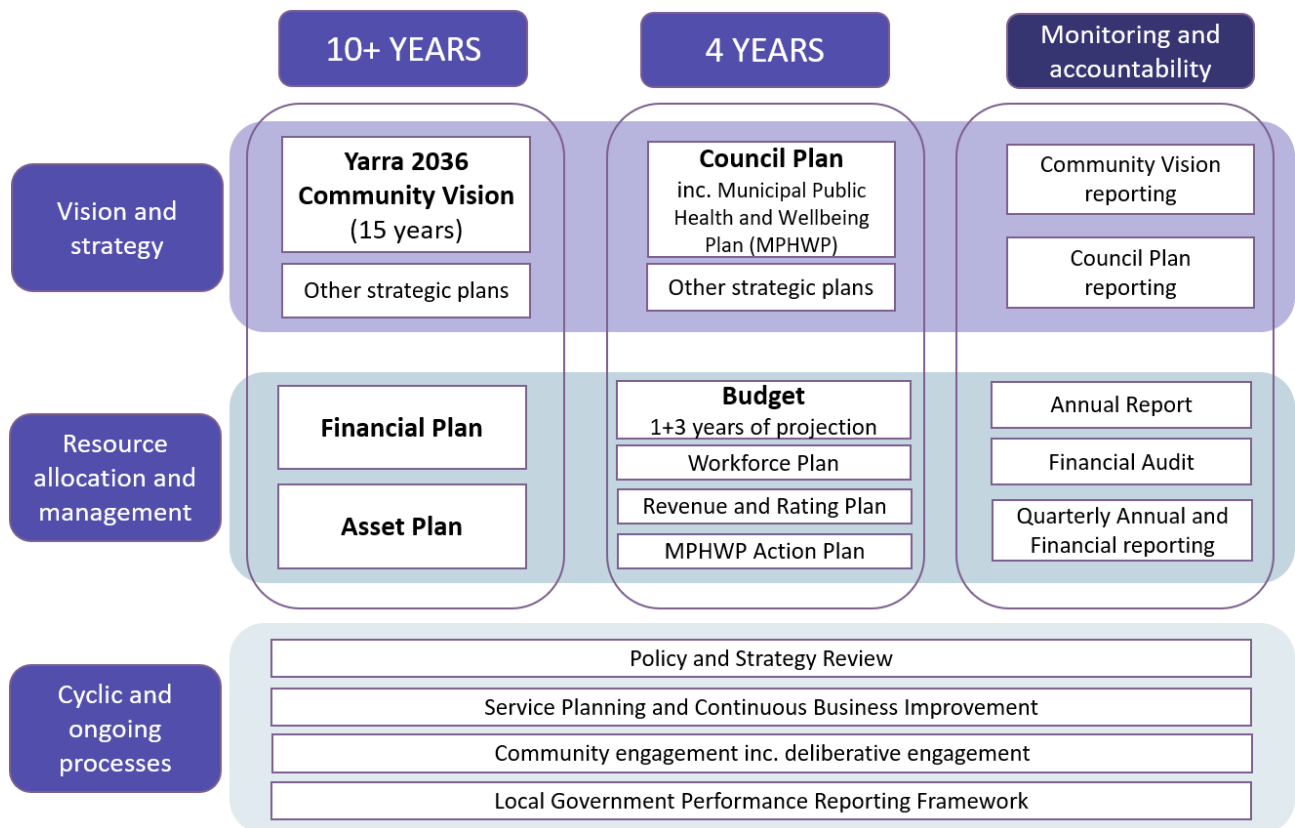 10+ YEARS
4 YEARS
Monitoring and
accountability
Vision and
strategy
Yarra 2036
Community Vision
(15 years)
Other strategic plans
Council Plan
inc. Municipal Public
Health and Wellbeing
Plan (MPHWP)
Other strategic plans
Community Vision
reporting
Council Plan
reporting
Resource
allocation and
management
Financial Plan
Asset Plan
Budget
1+3 years of projection
Workforce Plan
Revenue and Rating Plan
MPHWP Action Plan
Annual Report
Financial Audit
Quarterly Annual and
Financial reporting
Cyclic and
ongoing
processes
Policy and Strategy Review
Service Planning and Continuous Business Improvement
Community engagement inc. deliberative engagement
Local Government Performance Reporting Framework